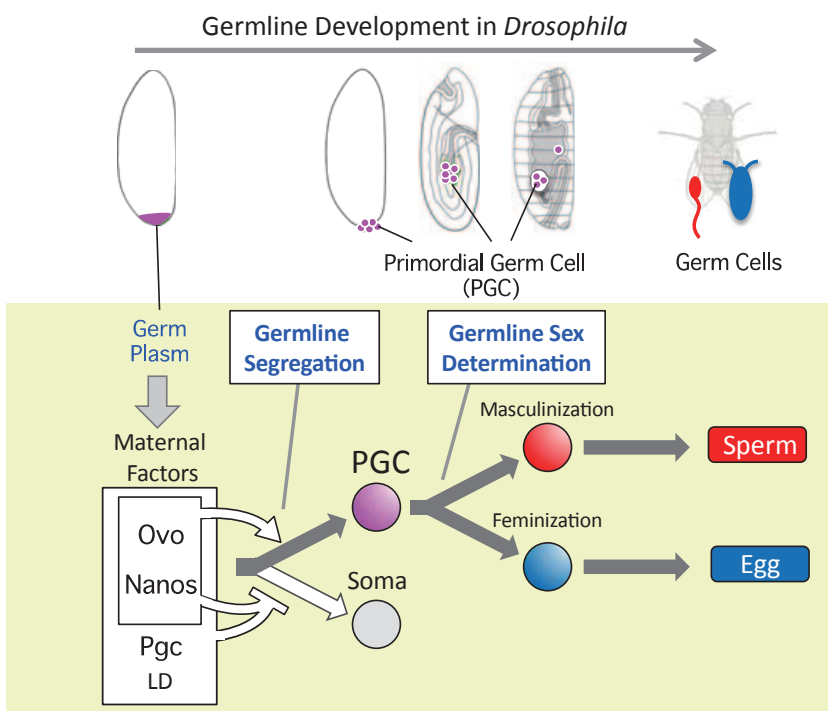 Germline Development in Drosophila
Primordial Germ Cell
(PGC)
Germ Cells
Germ
Plasm
Germline
Segregation
Germline Sex
Determination
Maternal
Factors
Ovo
Nanos
Pgc
LD
PGC
Soma
Masculinization
Feminization
Sperm
Egg